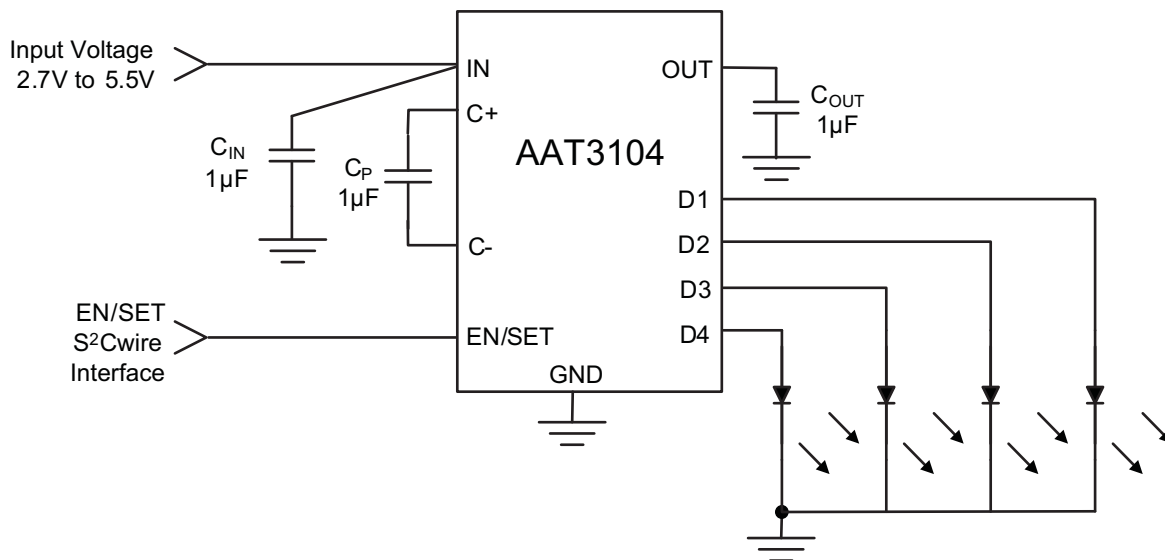 Input Voltage
2.7V to 5.5V
IN
OUT
C+
C_OUT
1µF
C_IN
1µF
C_P
1µF
AAT3104
C-
D1
D2
D3
D4
EN/SET
S²Cwire
Interface
EN/SET
GND